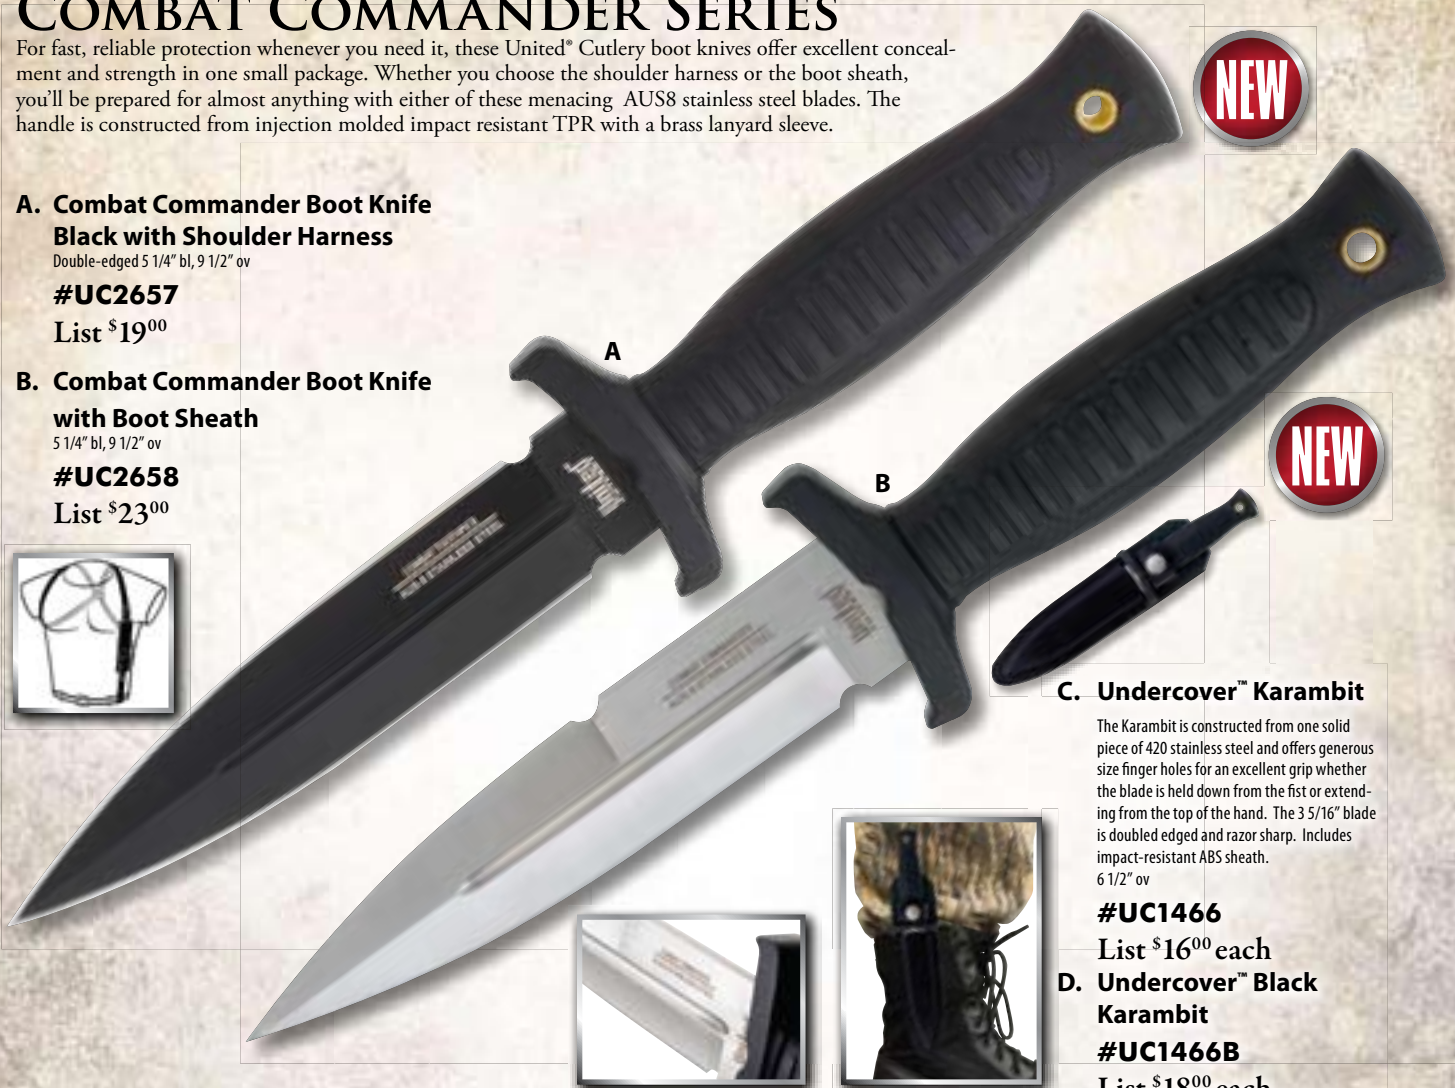 COMBAT COMMANDER SERIES
For fast, reliable protection whenever you need it, these United® Cutlery boot knives offer excellent conceal-
ment and strength in one small package. Whether you choose the shoulder harness or the boot sheath,
you'll be prepared for almost anything with either of these menacing AUS8 stainless steel blades. The
handle is constructed from injection molded impact resistant TPR with a brass lanyard sleeve.
NEW
A. Combat Commander Boot Knife
Black with Shoulder Harness
Double-edged 5 1/4" bl, 9 1/2" ov
#UC2657
List $19⁰⁰
B. Combat Commander Boot Knife
with Boot Sheath
5 1/4" bl, 9 1/2" ov
#UC2658
List $23⁰⁰
A
B
United
NEW
C. Undercover™ Karambit
The Karambit is constructed from one solid
piece of 420 stainless steel and offers generous
size finger holes for an excellent grip whether
the blade is held down from the fist or extend-
ing from the top of the hand. The 3 5/16" blade
is doubled edged and razor sharp. Includes
impact-resistant ABS sheath.
6 1/2" ov
#UC1466
List $16⁰⁰ each
D. Undercover™ Black
Karambit
#UC1466B
List $18⁰⁰ each